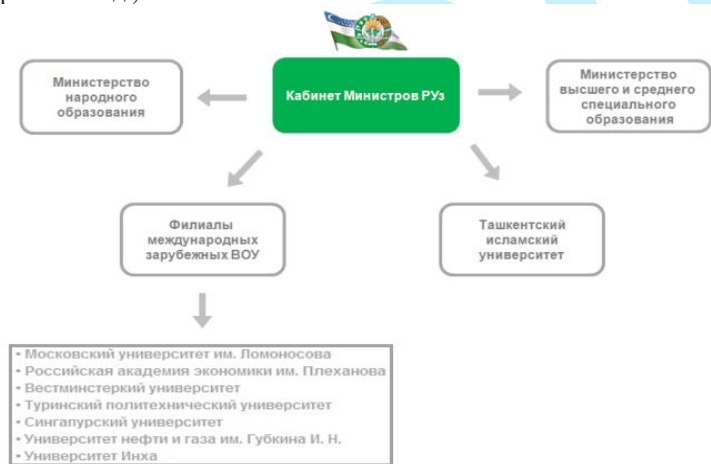 Министерство
народного
образования
Кабинет Министров РУз
Министерство
высшего и среднего
специального
образования
Филиалы
международных
зарубежных ВОУ
Ташкентский
исламский
университет
• Московский университет им. Ломоносова
• Российская академия экономики им. Плеханова
• Вестминстеркий университет
• Туринский политехнический университет
• Сингапурский университет
• Университет нефти и газа им. Губкина И. Н.
• Университет Инха